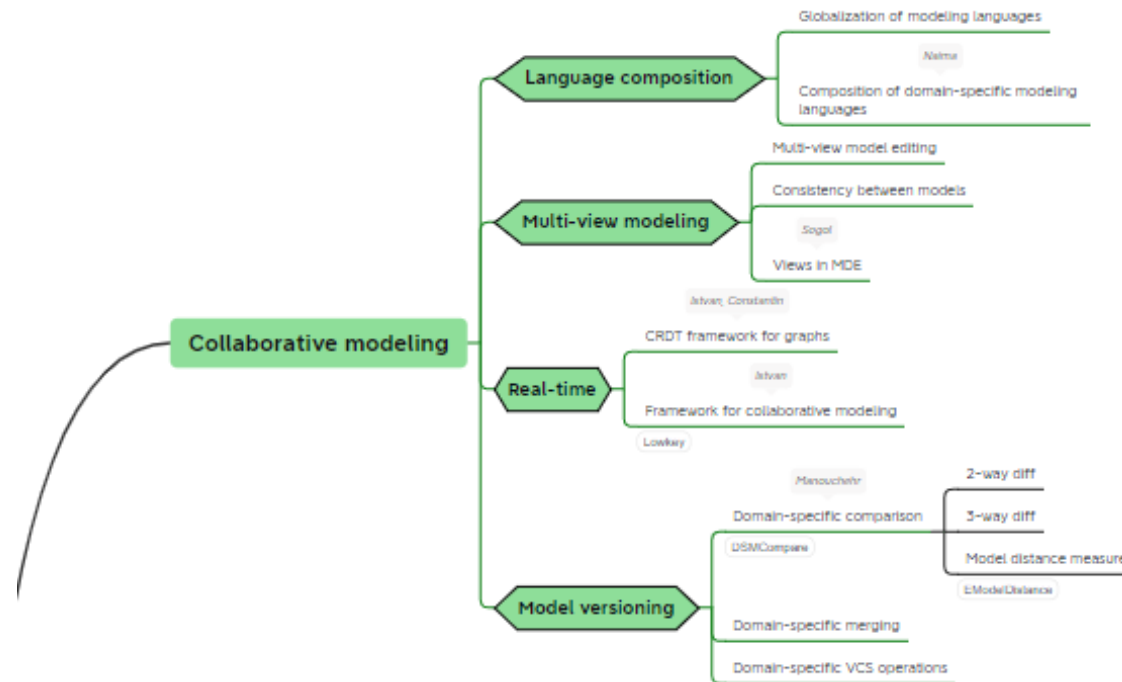 Globalization of modeling languages
Naima
Language composition
Composition of domain-specific modeling
languages
Multi-view model editing
Consistency between models
Multi-view modeling
Sogol
Views in MDE
Istvan, Constantin
CRDT framework for graphs
Collaborative modeling
Istvan
Real-time
Framework for collaborative modeling
Lowkey
2-way diff
Manouchehr
Domain-specific comparison
3-way diff
DSMCompare
Model distance measure
EModelDistance
Model versioning
Domain-specific merging
Domain-specific VCS operations